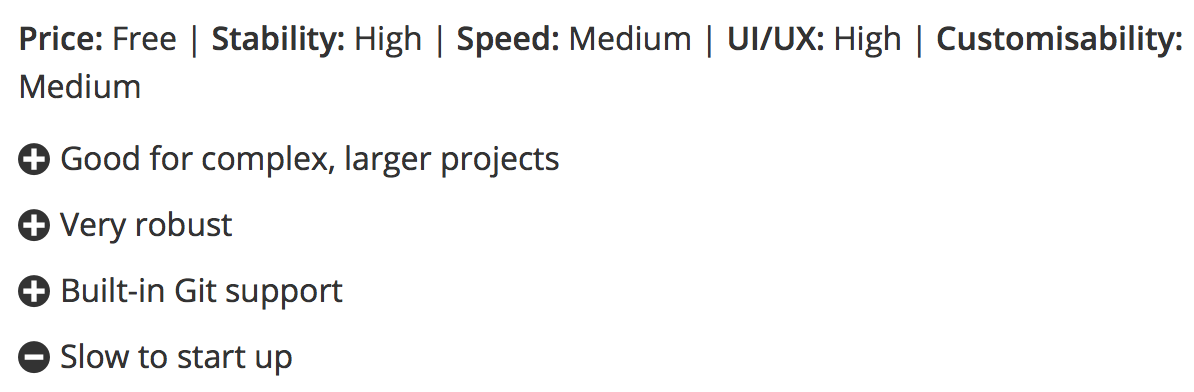 Price: Free | Stability: High | Speed: Medium | UI/UX: High | Customisability:
Medium
Good for complex, larger projects
Very robust
Built-in Git support
Slow to start up